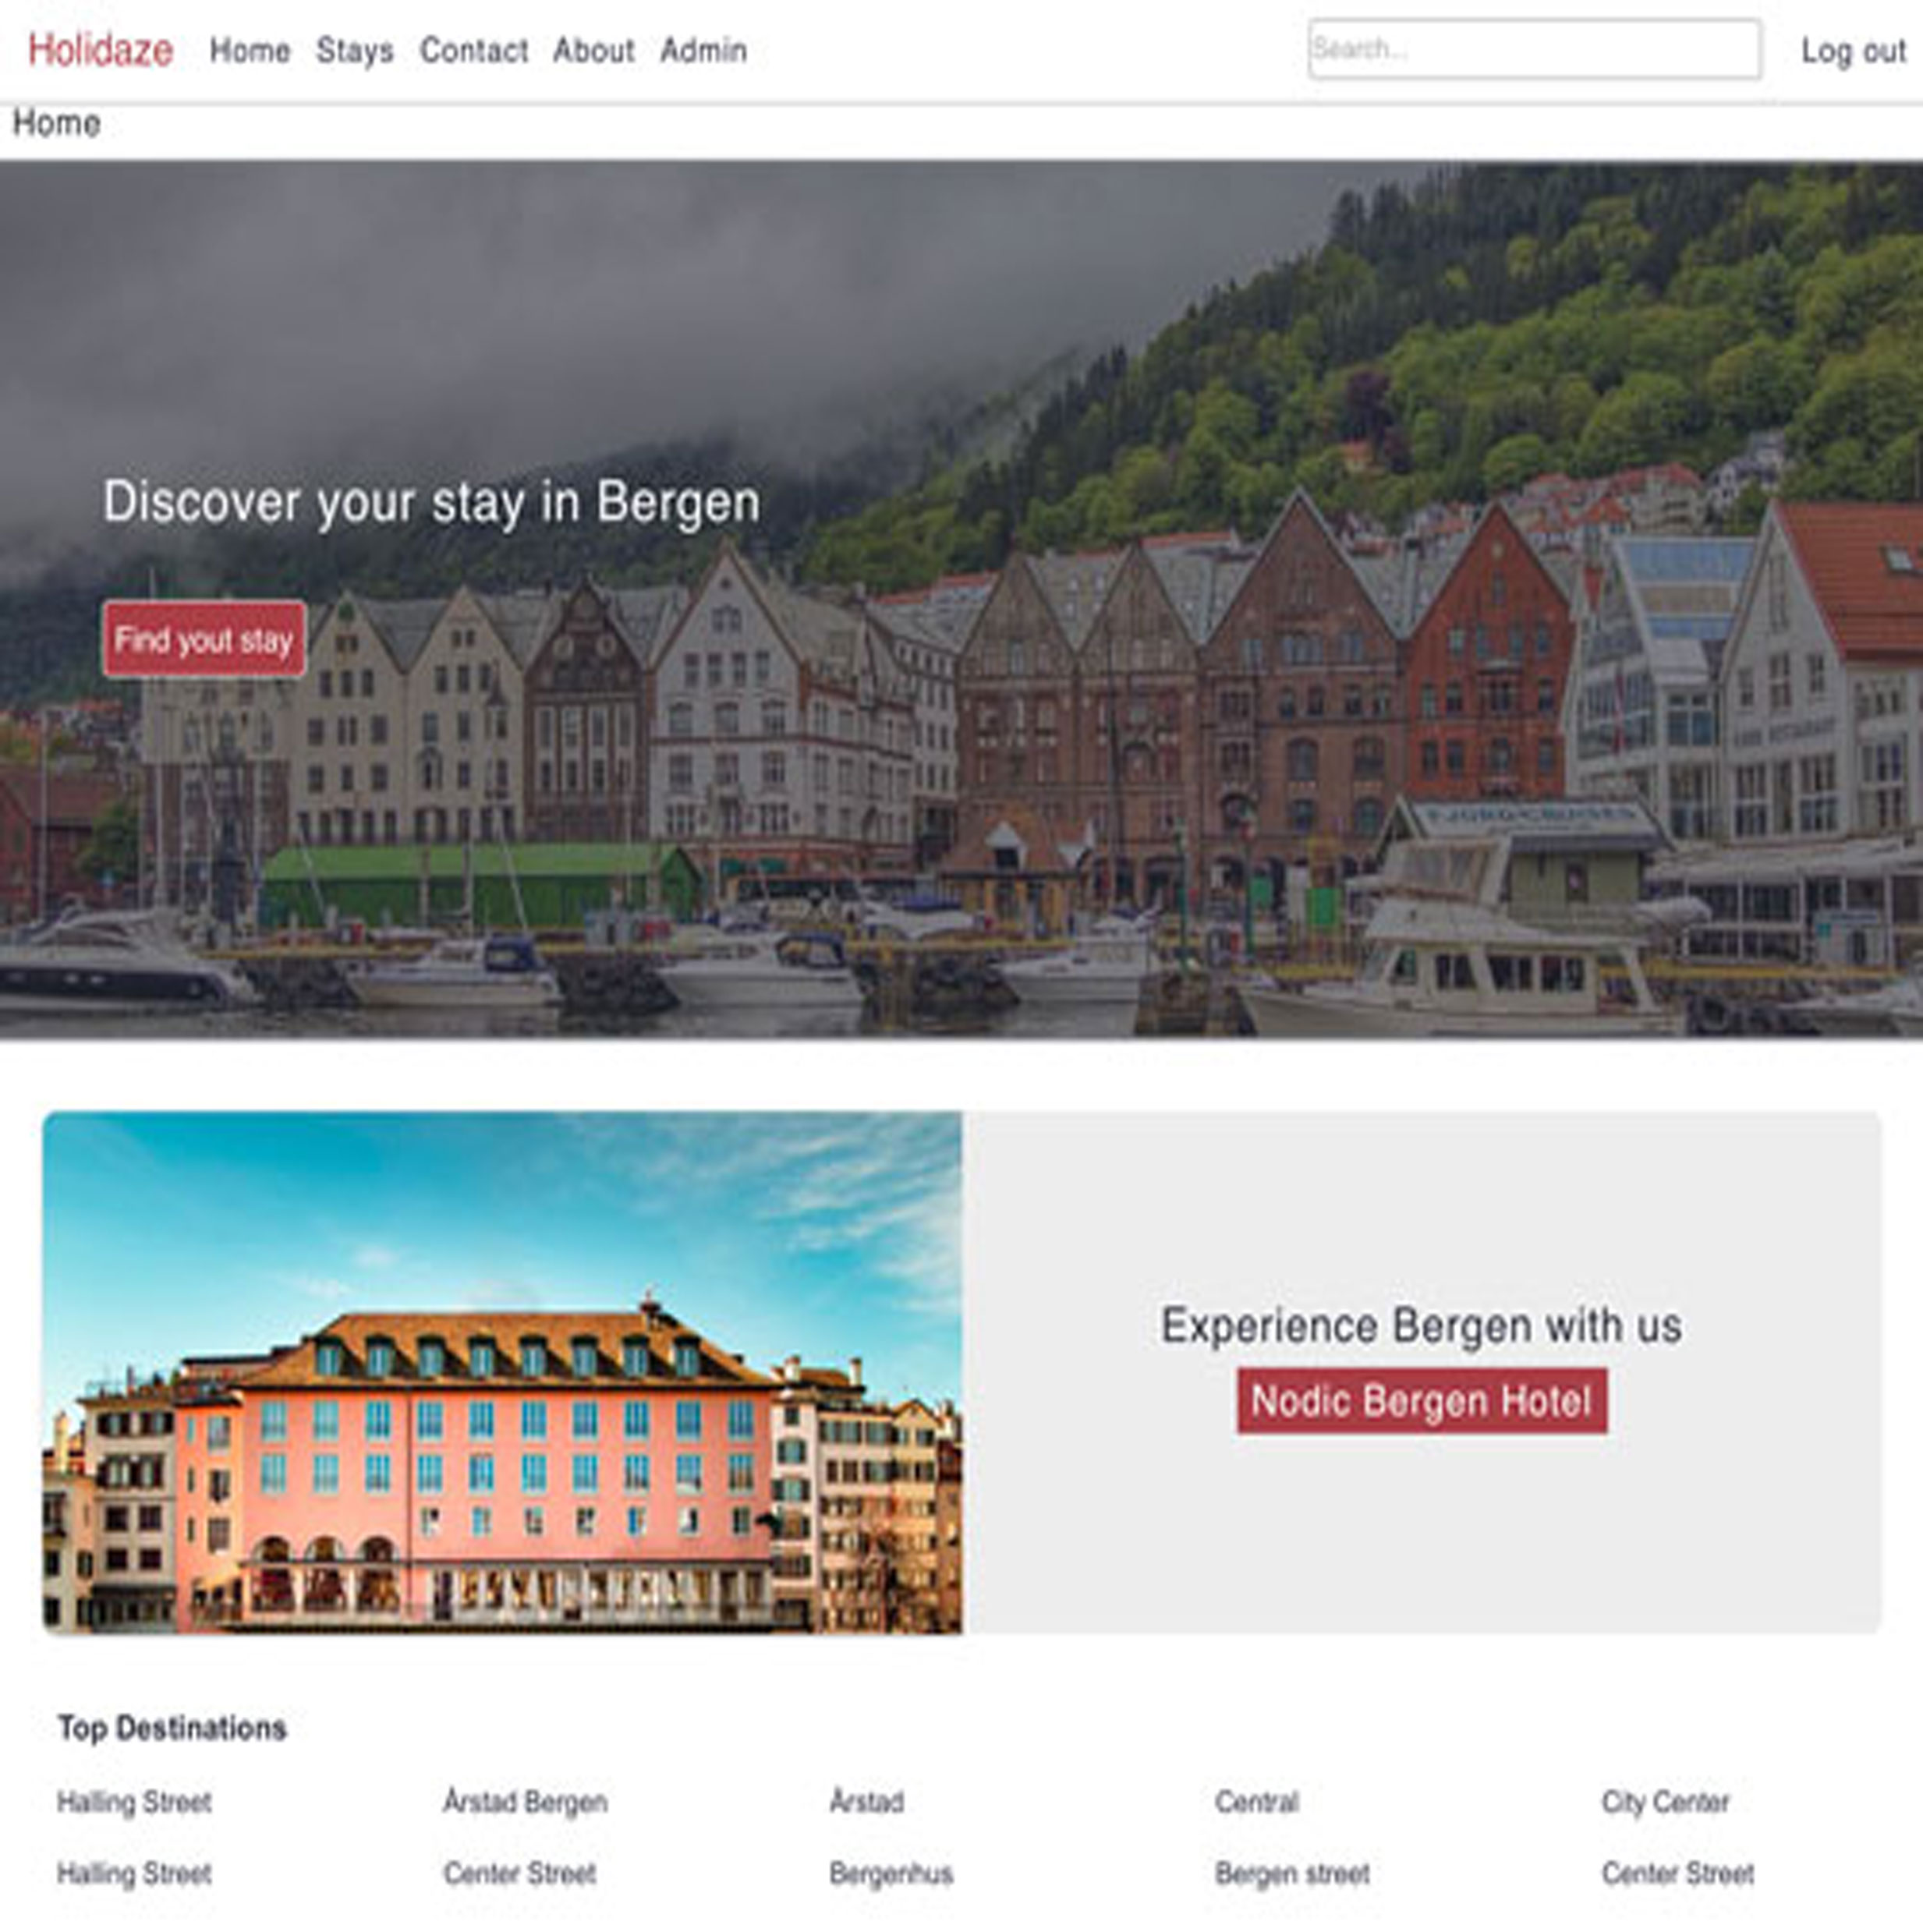 Holidaze Home Stays Contact About Admin Search... Log out
Home
Discover your stay in Bergen
Find yout stay
FJORD CRUISES
Experience Bergen with us
Nodic Bergen Hotel
Top Destinations
Halling Street Årstad Bergen Årstad Central City Center
Halling Street Center Street Bergenhus Bergen street Center Street